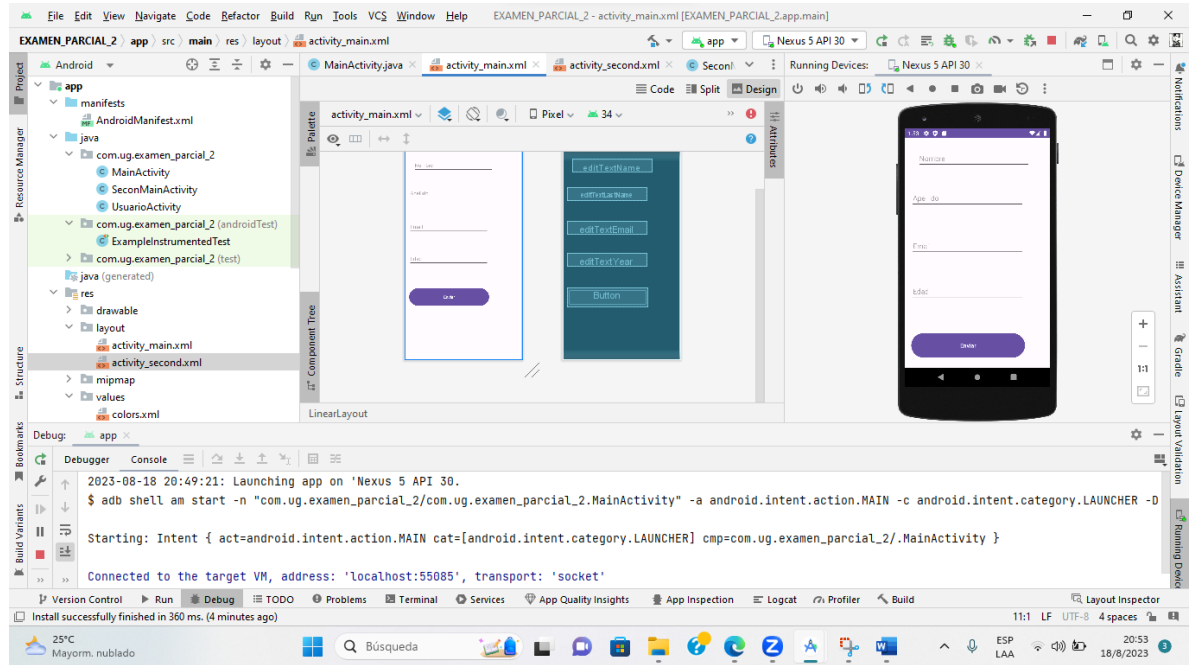 File Edit View Navigate Code Refactor Build Run Tools VCS Window Help EXAMEN_PARCIAL_2 - activity_main.xml [EXAMEN_PARCIAL_2.app.main]
EXAMEN_PARCIAL_2 app src main res layout activity_main.xml app Nexus 5 API 30
Project
Android
MainActivity.java activity_main.xml activity_second.xml Secon
Running Devices: Nexus 5 API 30
Notifications
app
manifests
AndroidManifest.xml
java
com.ug.examen_parcial_2
MainActivity
SeconMainActivity
UsuarioActivity
com.ug.examen_parcial_2 (androidTest)
ExampleInstrumentedTest
com.ug.examen_parcial_2 (test)
java (generated)
res
drawable
layout
activity_main.xml
activity_second.xml
mipmap
values
colors.xml
Resource Manager
Structure
Bookmarks
Build Variants
Code Split Design
activity_main.xml Pixel 34
Palette
Attributes
Component Tree
editTextName
editTextLastName
editTextEmail
editTextYear
Button
LinearLayout
Nombre
Enviar
1:1
Device Manager
Assistant
Gradle
Layout Validation
Running Devic
Debug: app
Debugger Console
2023-08-18 20:49:21: Launching app on 'Nexus 5 API 30.
$ adb shell am start -n "com.ug.examen_parcial_2/com.ug.examen_parcial_2.MainActivity" -a android.intent.action.MAIN -c android.intent.category.LAUNCHER -D
Starting: Intent { act=android.intent.action.MAIN cat=[android.intent.category.LAUNCHER] cmp=com.ug.examen_parcial_2/.MainActivity }
Connected to the target VM, address: 'localhost:55085', transport: 'socket'
Version Control Run Debug TODO Problems Terminal Services App Quality Insights App Inspection Logcat Profiler Build Layout Inspector
Install successfully finished in 360 ms. (4 minutes ago) 11:1 LF UTF-8 4 spaces
25°C
Mayorm. nublado
Búsqueda
ESP
LAA
20:53
18/8/2023
3